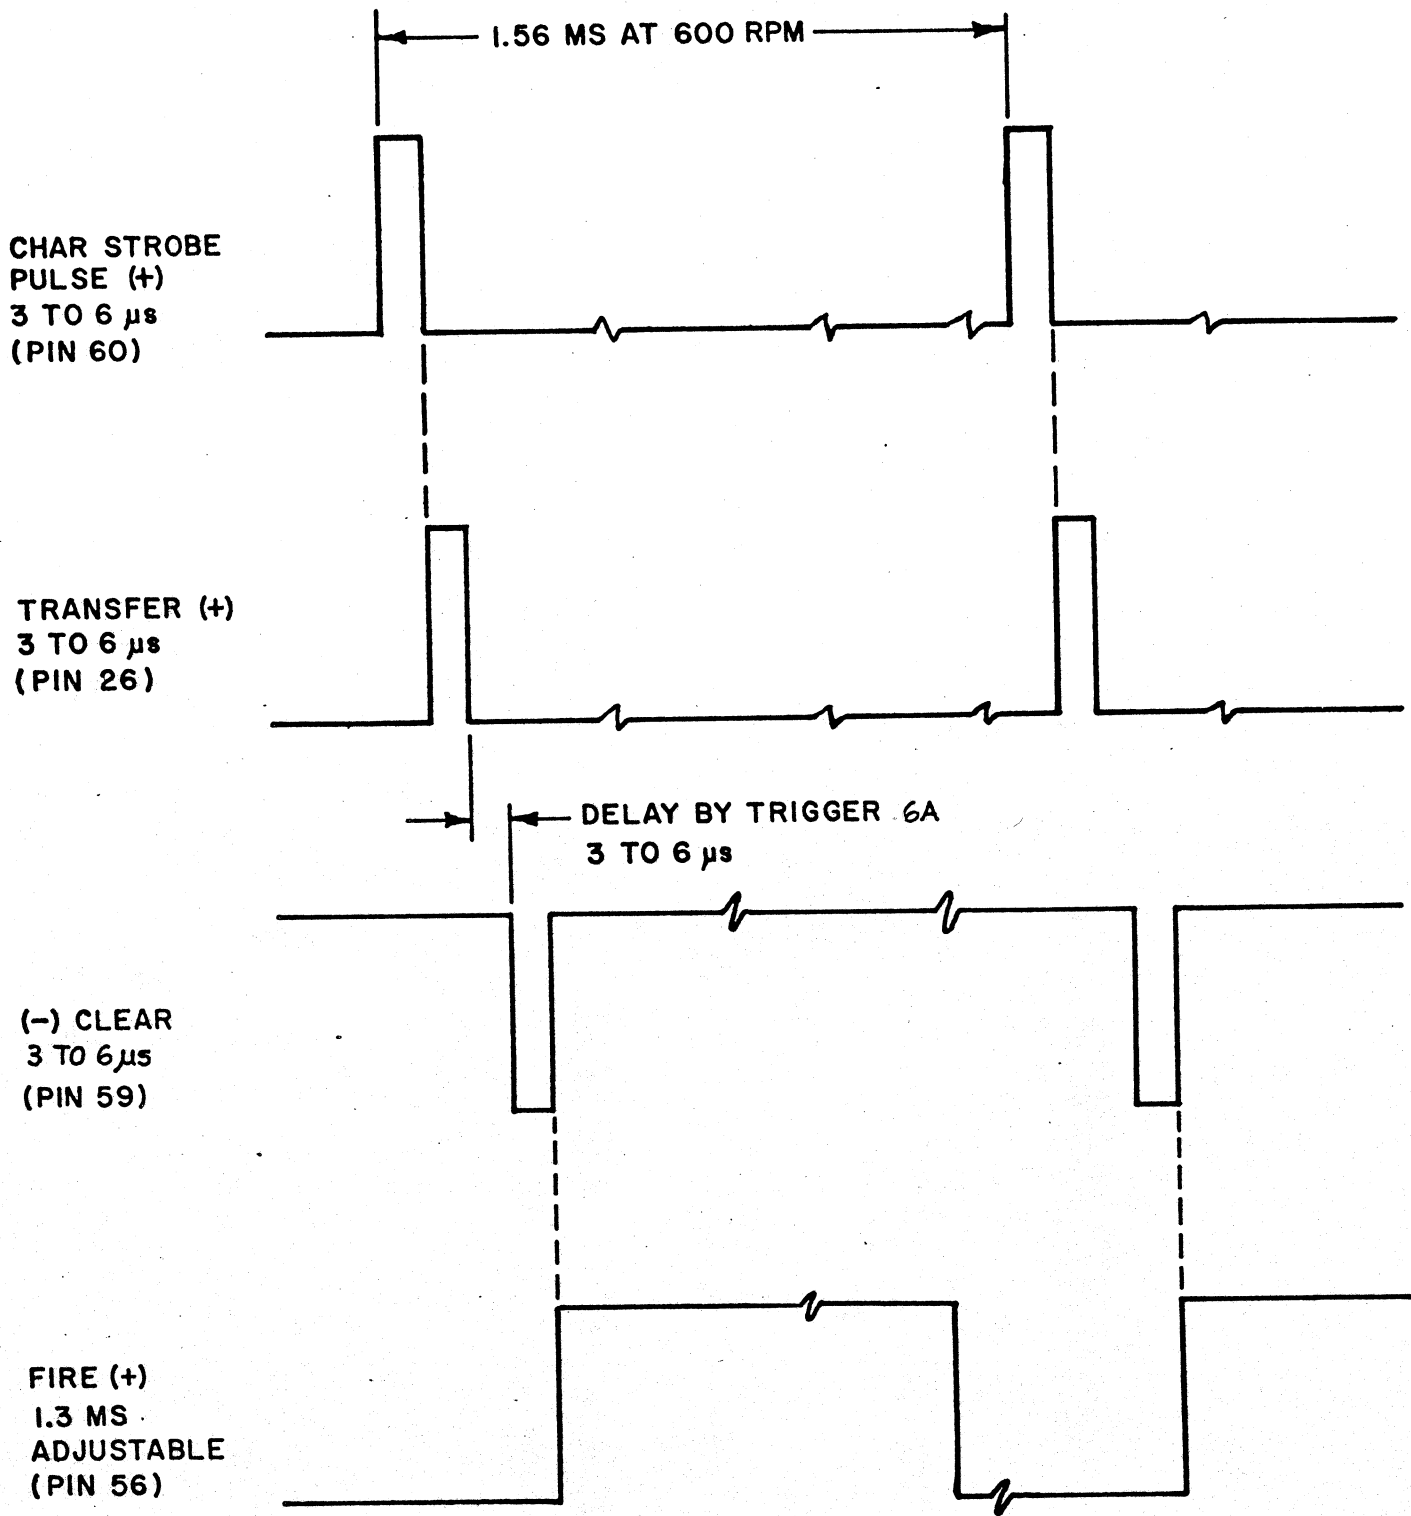 1.56 MS AT 600 RPM
CHAR STROBE
PULSE (+)
3 TO 6 µs
(PIN 60)
TRANSFER (+)
3 TO 6 µs
(PIN 26)
DELAY BY TRIGGER 6A
3 TO 6 µs
(-) CLEAR
3 TO 6µs
(PIN 59)
FIRE (+)
1.3 MS
ADJUSTABLE
(PIN 56)